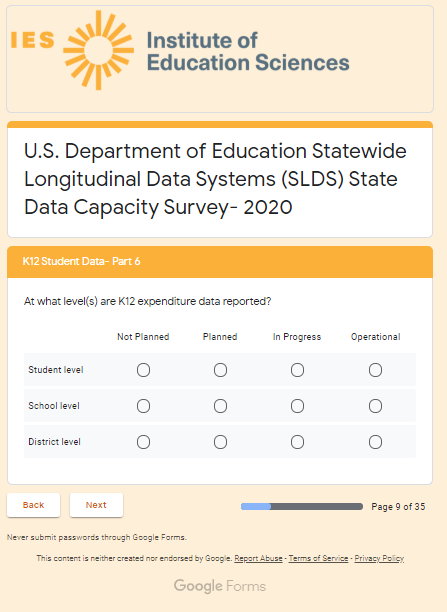 IES
Institute of
Education Sciences
U.S. Department of Education Statewide
Longitudinal Data Systems (SLDS) State
Data Capacity Survey- 2020
K12 Student Data- Part 6
At what level(s) are K12 expenditure data reported?
Not Planned Planned In Progress Operational
Student level
School level
District level
Back Next Page 9 of 35
Never submit passwords through Google Forms.
This content is neither created nor endorsed by Google. Report Abuse - Terms of Service - Privacy Policy
Google Forms